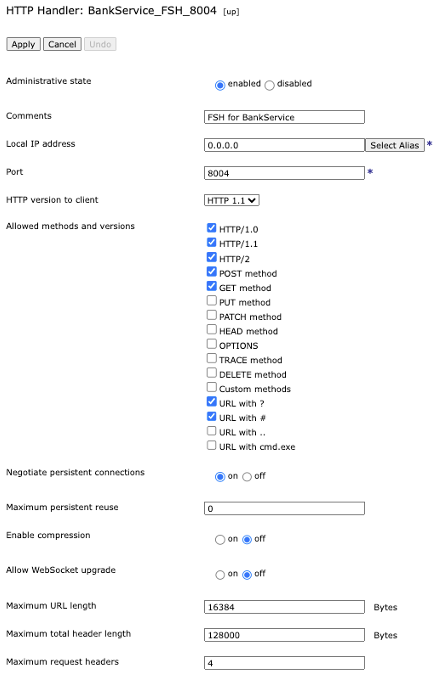 HTTP Handler: BankService_FSH_8004 [up]
Apply Cancel Undo
Administrative state enabled disabled
Comments FSH for BankService
Local IP address 0.0.0.0 Select Alias *
Port 8004 *
HTTP version to client HTTP 1.1
Allowed methods and versions
HTTP/1.0
HTTP/1.1
HTTP/2
POST method
GET method
PUT method
PATCH method
HEAD method
OPTIONS
TRACE method
DELETE method
Custom methods
URL with ?
URL with #
URL with ..
URL with cmd.exe
Negotiate persistent connections on off
Maximum persistent reuse 0
Enable compression on off
Allow WebSocket upgrade on off
Maximum URL length 16384 Bytes
Maximum total header length 128000 Bytes
Maximum request headers 4